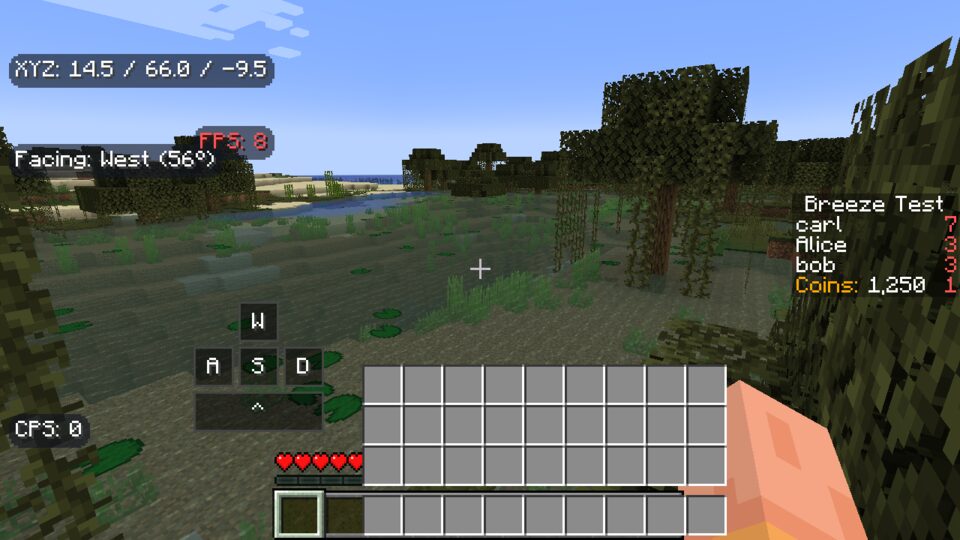 XYZ: 14.5 / 66.0 / -9.5
FPS: 8
Facing: West (56°)
Breeze Test
carl 7
Alice 3
bob 3
Coins: 1,250 1
W
A S D
^
CPS: 0